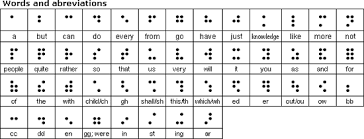 Words and abreviations
a but can do every from go have just knowledge like more not
people quite rather so that us very will it you as and for
of the with child/ch gh shall/sh this/th which/wh ed er out/ou ow bb
cc dd en gg; were in st ing ar